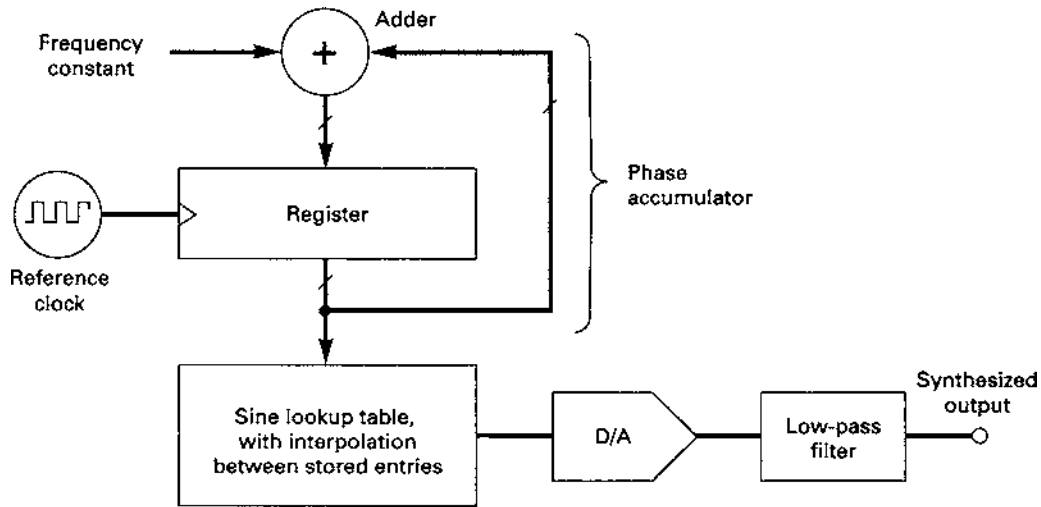 Adder
Frequency
constant
+
Phase
accumulator
Register
Reference
clock
Sine lookup table,
with interpolation
between stored entries
D/A
Low-pass
filter
Synthesized
output